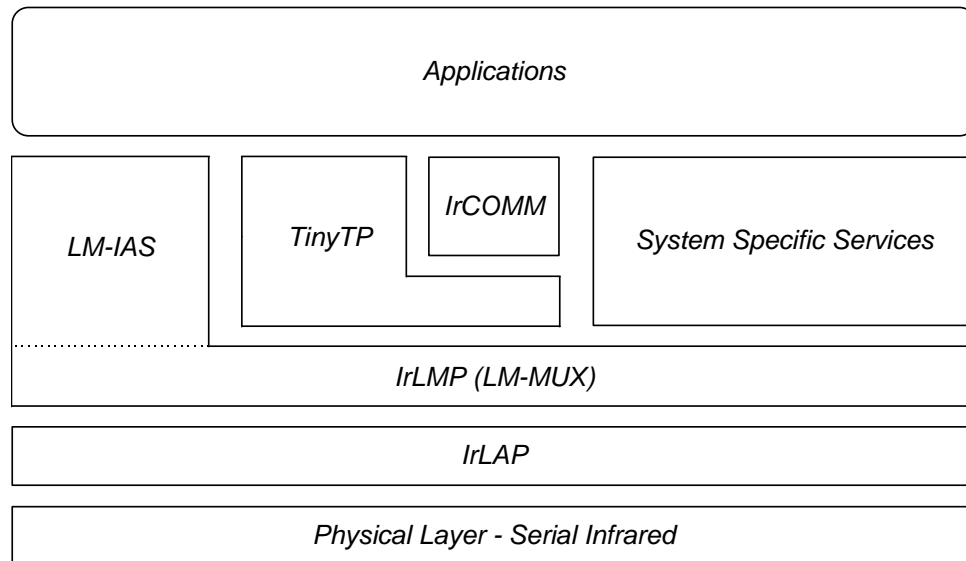 Applications
LM-IAS
TinyTP
IrCOMM
System Specific Services
IrLMP (LM-MUX)
IrLAP
Physical Layer - Serial Infrared